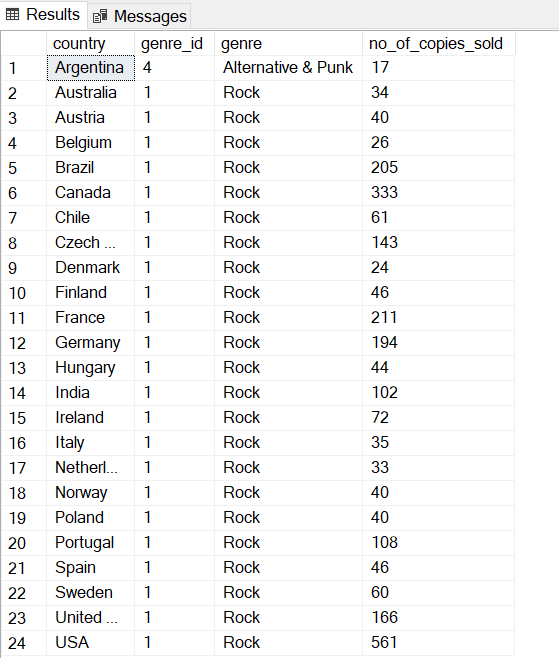 Results Messages
country genre_id genre no_of_copies_sold
1 Argentina 4 Alternative & Punk 17
2 Australia 1 Rock 34
3 Austria 1 Rock 40
4 Belgium 1 Rock 26
5 Brazil 1 Rock 205
6 Canada 1 Rock 333
7 Chile 1 Rock 61
8 Czech ... 1 Rock 143
9 Denmark 1 Rock 24
10 Finland 1 Rock 46
11 France 1 Rock 211
12 Germany 1 Rock 194
13 Hungary 1 Rock 44
14 India 1 Rock 102
15 Ireland 1 Rock 72
16 Italy 1 Rock 35
17 Netherl... 1 Rock 33
18 Norway 1 Rock 40
19 Poland 1 Rock 40
20 Portugal 1 Rock 108
21 Spain 1 Rock 46
22 Sweden 1 Rock 60
23 United ... 1 Rock 166
24 USA 1 Rock 561